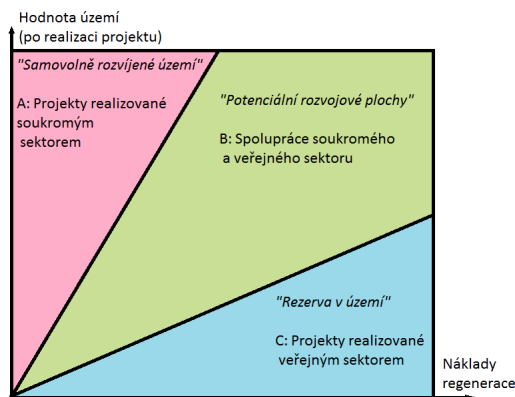 Hodnota území
(po realizaci projektu)
"Samovolně rozvíjené území"
A: Projekty realizované
soukromým
sektorem
"Potenciální rozvojové plochy"
B: Spolupráce soukromého
a veřejného sektoru
"Rezerva v území"
C: Projekty realizované
veřejným sektorem
Náklady
regenerace